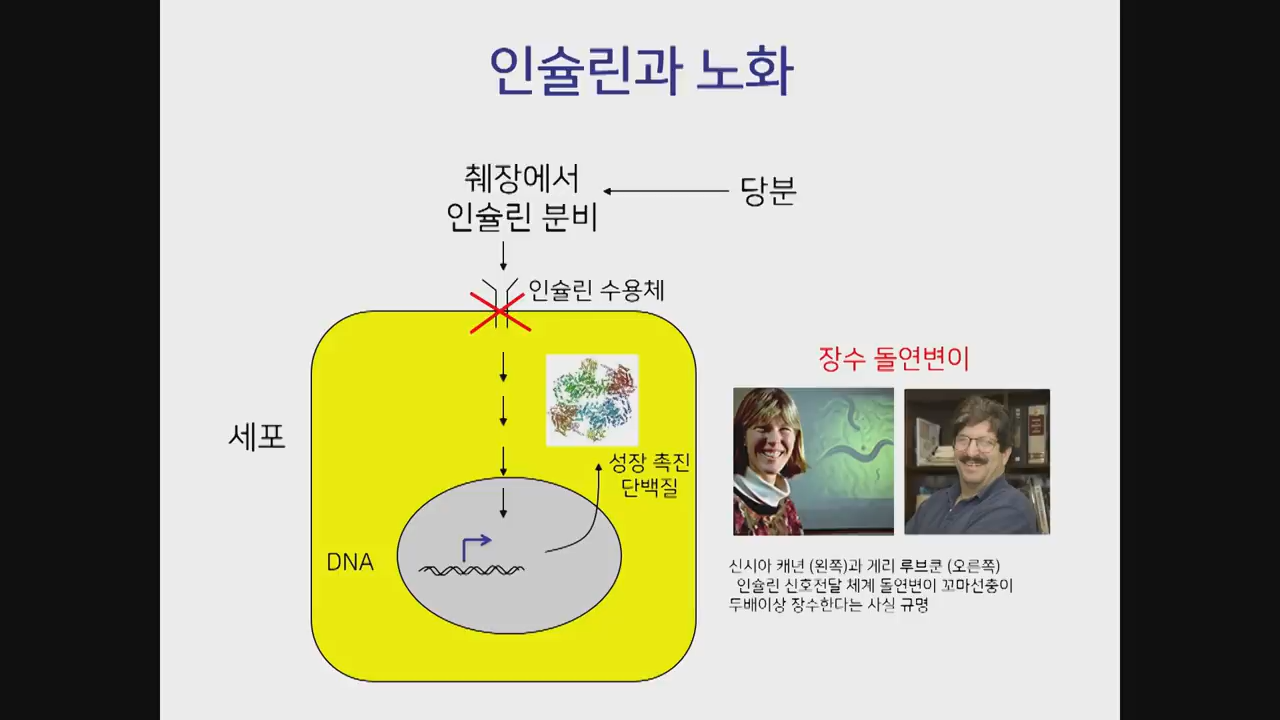 인슐린과 노화
췌장에서
인슐린 분비
당분
인슐린 수용체
장수 돌연변이
세포
성장 촉진
단백질
DNA
신시아 캐년 (왼쪽)과 게리 루브쿤 (오른쪽)
인슐린 신호전달 체계 돌연변이 꼬마선충이
두배이상 장수한다는 사실 규명